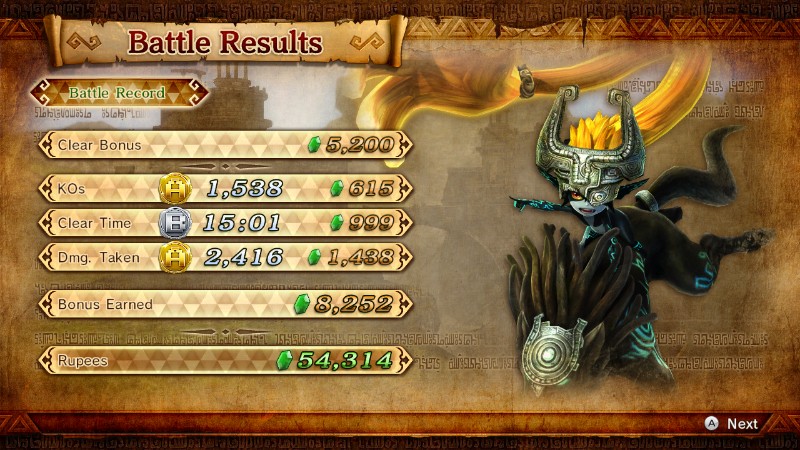 Battle Results
Battle Record
Clear Bonus 5,200
KOs A 1,538 615
Clear Time B 15:01 999
Dmg. Taken A 2,416 1,438
Bonus Earned 8,252
Rupees 54,314
A Next